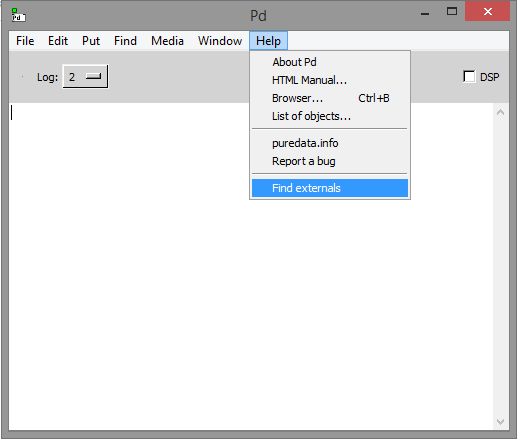 Pd
Pd
File Edit Put Find Media Window Help
Log: 2 DSP
About Pd
HTML Manual...
Browser... Ctrl+B
List of objects...
puredata.info
Report a bug
Find externals